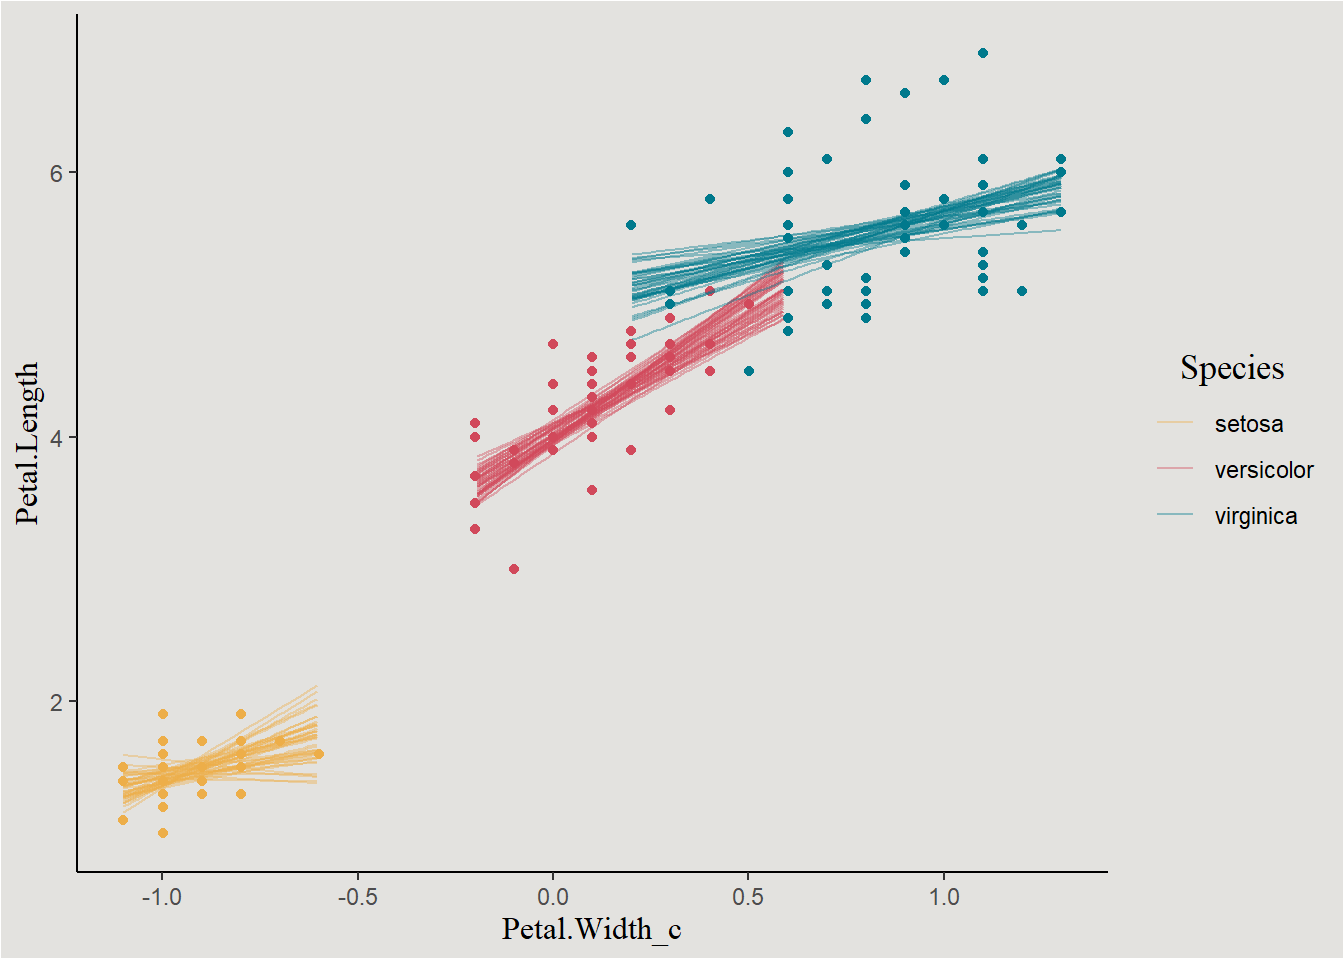 6
4
2
Petal.Length
-1.0 -0.5 0.0 0.5 1.0
Petal.Width_c
Species
setosa
versicolor
virginica